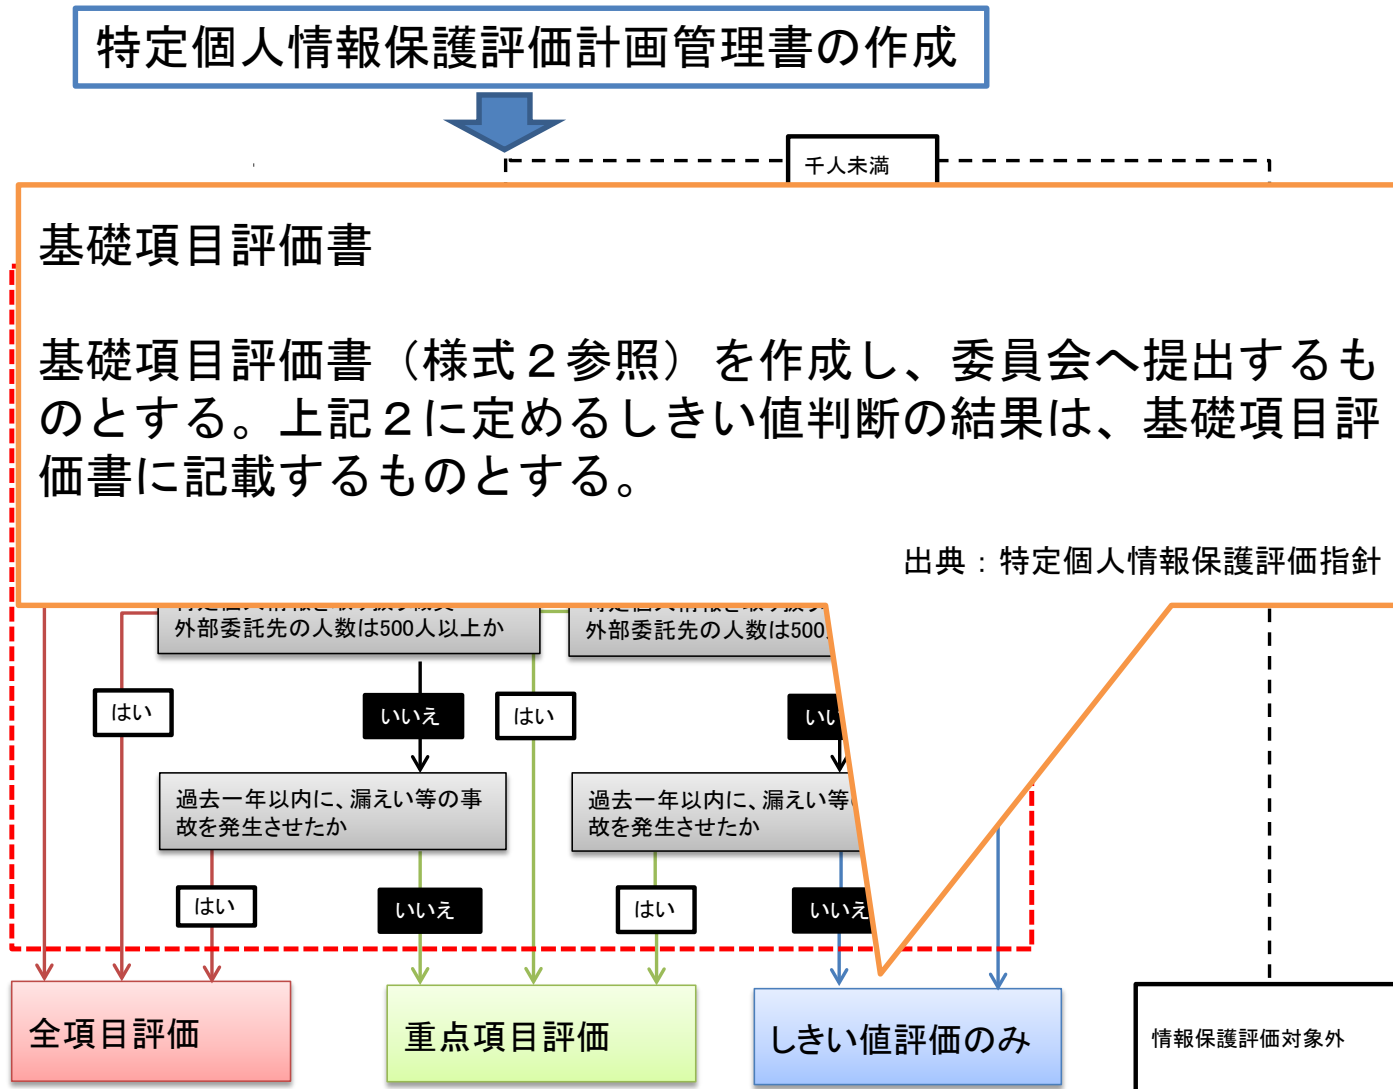 特定個人情報保護評価計画管理書の作成
千人未満
基礎項目評価書
基礎項目評価書（様式２参照）を作成し、委員会へ提出するも
のとする。上記２に定めるしきい値判断の結果は、基礎項目評
価書に記載するものとする。
出典：特定個人情報保護評価指針
外部委託先の人数は500人以上か
外部委託先の人数は500
はい
いいえ
はい
いい
過去一年以内に、漏えい等の事
故を発生させたか
過去一年以内に、漏えい等
故を発生させたか
はい
いいえ
はい
いいえ
全項目評価
重点項目評価
しきい値評価のみ
情報保護評価対象外